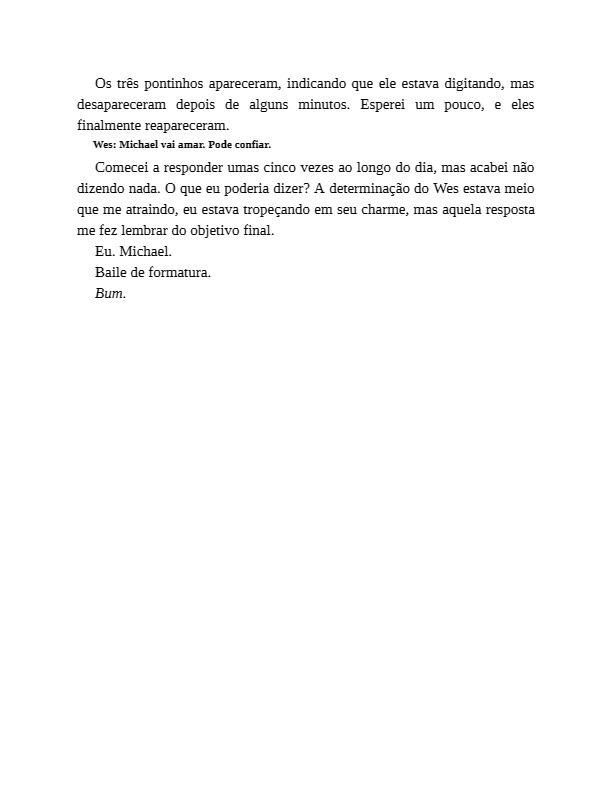 Os três pontinhos apareceram, indicando que ele estava digitando, mas
desapareceram depois de alguns minutos. Esperei um pouco, e eles
finalmente reapareceram.
Wes: Michael vai amar. Pode confiar.
Comecei a responder umas cinco vezes ao longo do dia, mas acabei não
dizendo nada. O que eu poderia dizer? A determinação do Wes estava meio
que me atraindo, eu estava tropeçando em seu charme, mas aquela resposta
me fez lembrar do objetivo final.
Eu. Michael.
Baile de formatura.
Bum.